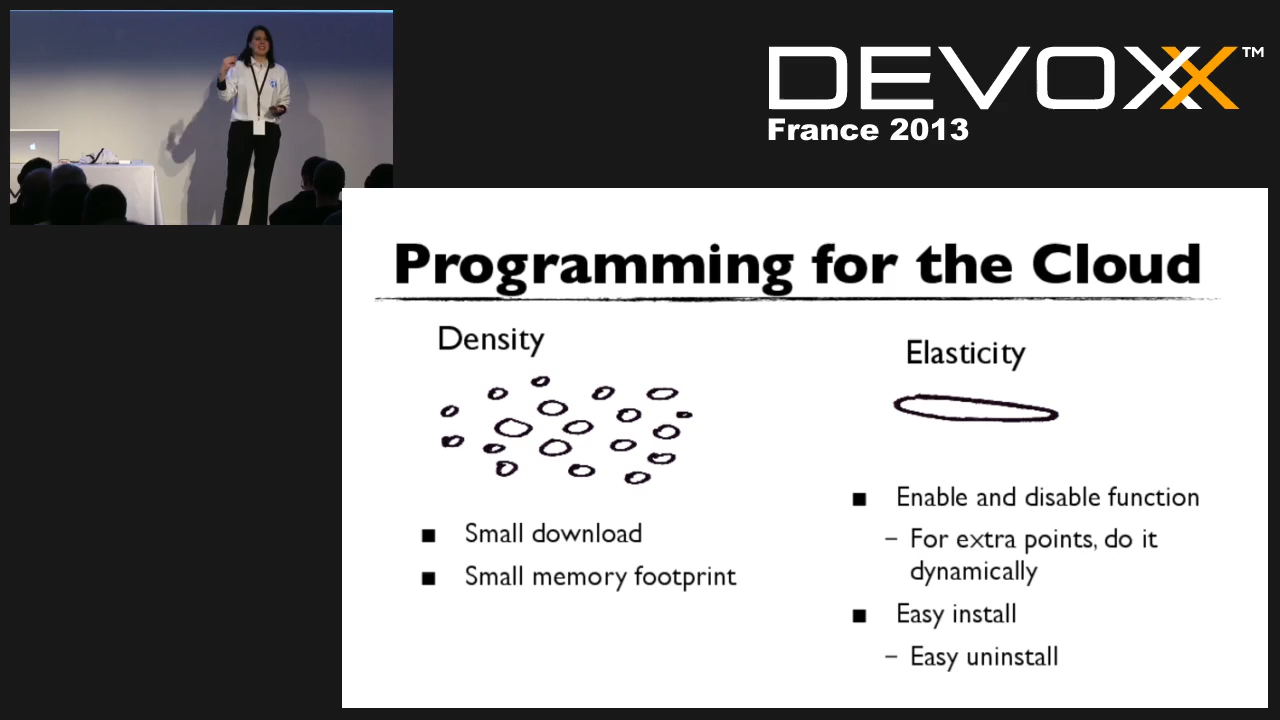 DEVOXX™
France 2013
Programming for the Cloud
Density
■ Small download
■ Small memory footprint
Elasticity
■ Enable and disable function
– For extra points, do it
dynamically
■ Easy install
– Easy uninstall